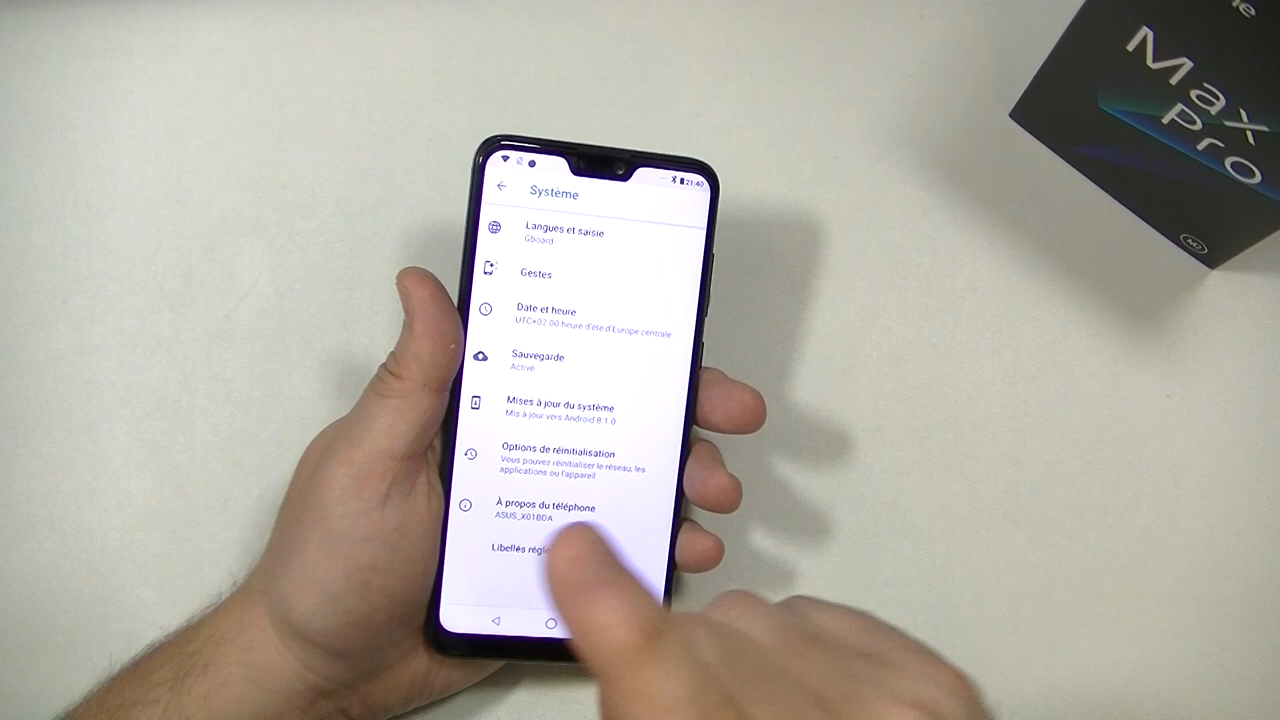 21:40
Système
Langues et saisie
Gboard
Gestes
Date et heure
UTC+02:00 heure d'été d'Europe centrale
Sauvegarde
Activé
Mises à jour du système
Mis à jour vers Android 8.1.0
Options de réinitialisation
Vous pouvez réinitialiser le réseau, les
applications ou l'appareil
À propos du téléphone
ASUS_X01BDA
Libellés
Max
Pro
M2